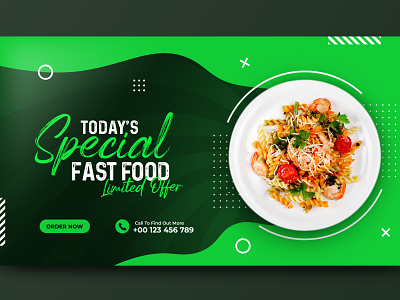 TODAY'S
Special
FAST FOOD
Limited Offer
ORDER NOW
Call To Find Out More
+00 123 456 789